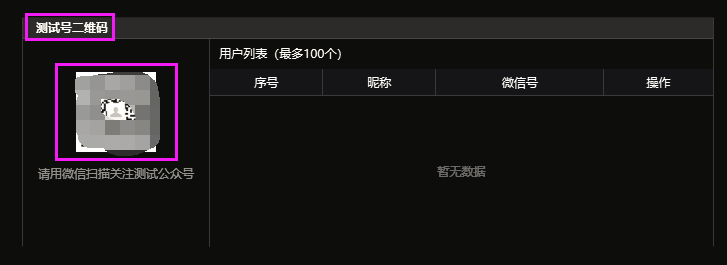 测试号二维码
用户列表（最多100个）
序号 昵称 微信号 操作
请用微信扫描关注测试公众号
暂无数据